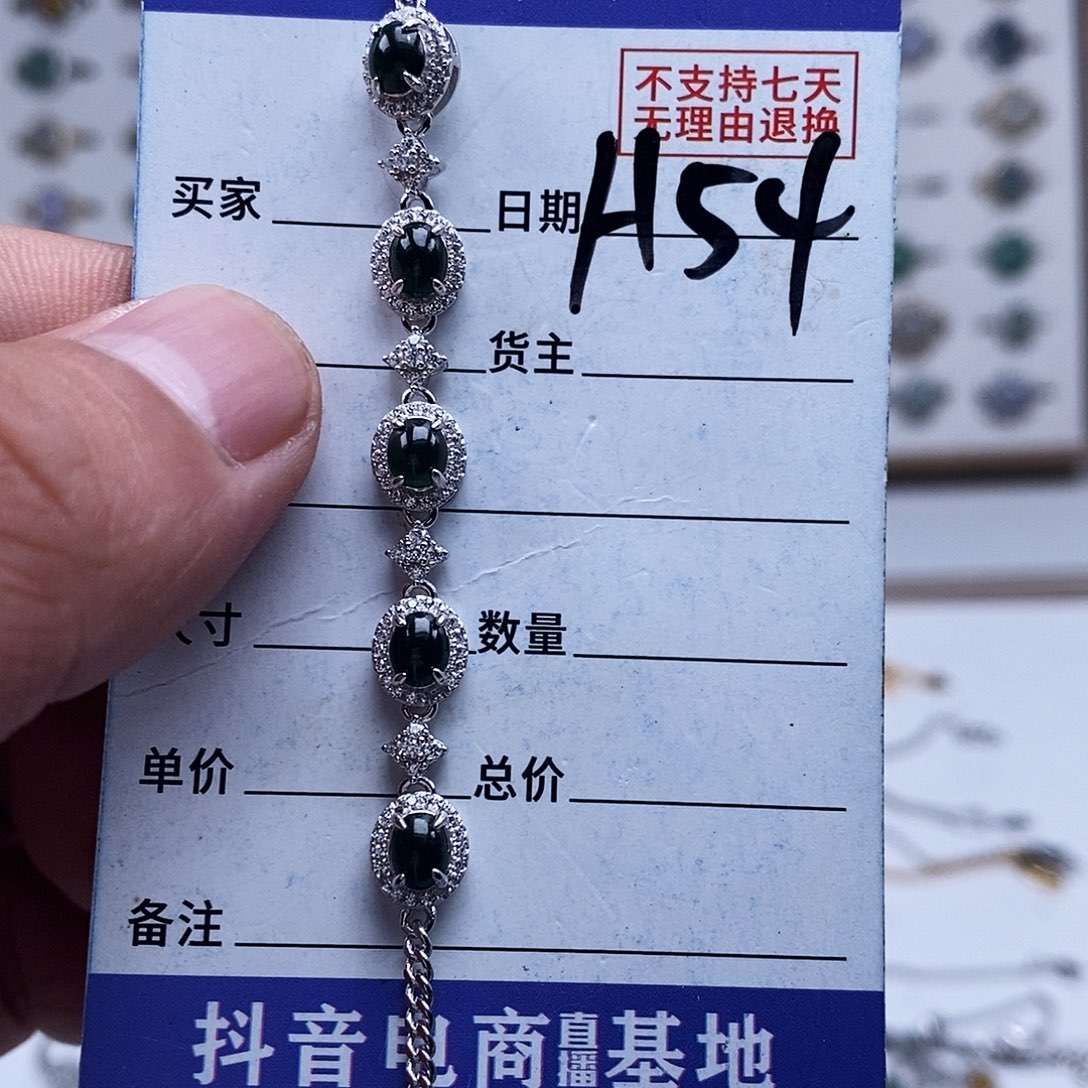 不支持七天
无理由退换
买家
日期
H54
货主
寸
数量
单价
总价
备注
抖音电商直播基地